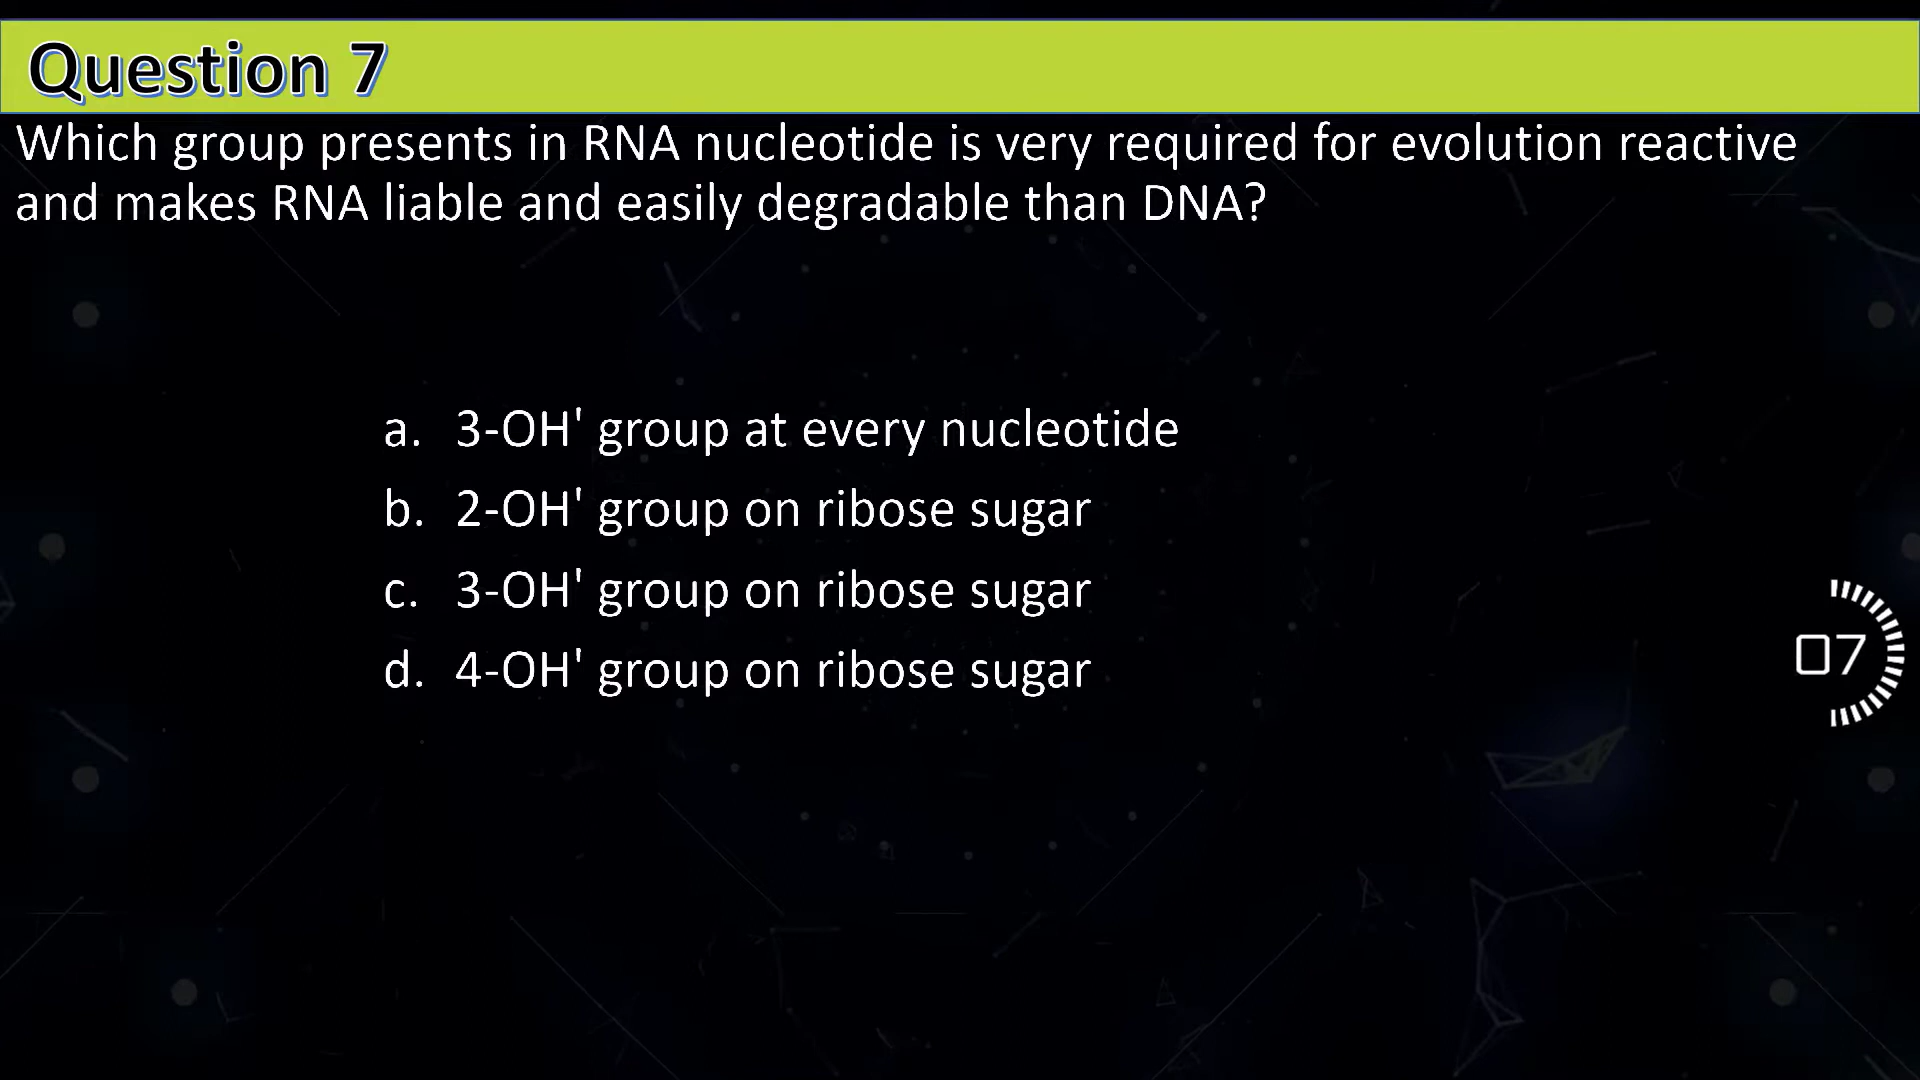 Question 7
Which group presents in RNA nucleotide is very required for evolution reactive
and makes RNA liable and easily degradable than DNA?
a. 3-OH' group at every nucleotide
b. 2-OH' group on ribose sugar
c. 3-OH' group on ribose sugar
d. 4-OH' group on ribose sugar
07